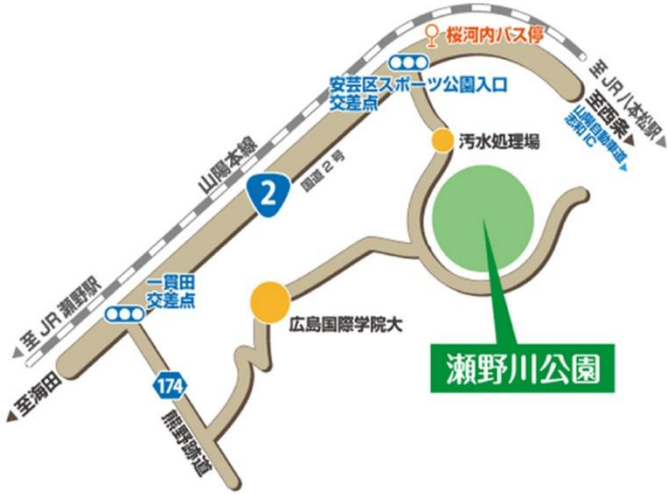 桜河内バス停
至JR八本松駅
至西条
山陽自動車道
志和IC
安芸区スポーツ公園入口
交差点
汚水処理場
山陽本線
国道2号
2
一貫田
交差点
至JR瀬野駅
至海田
広島国際学院大
瀬野川公園
174
熊野跡道